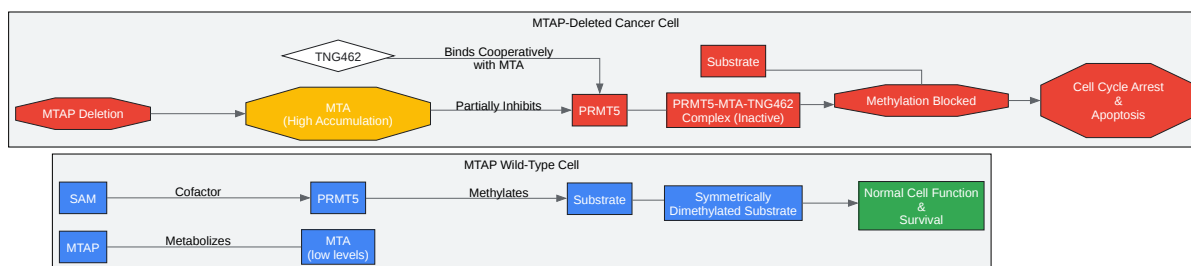 MTAP-Deleted Cancer Cell
TNG462
Binds Cooperatively
with MTA
Substrate
MTAP Deletion
MTA
(High Accumulation)
Partially Inhibits
PRMT5
PRMT5-MTA-TNG462
Complex (Inactive)
Methylation Blocked
Cell Cycle Arrest
&
Apoptosis
MTAP Wild-Type Cell
SAM
Cofactor
PRMT5
Methylates
Substrate
Symmetrically
Dimethylated Substrate
Normal Cell Function
&
Survival
MTAP
Metabolizes
MTA
(low levels)